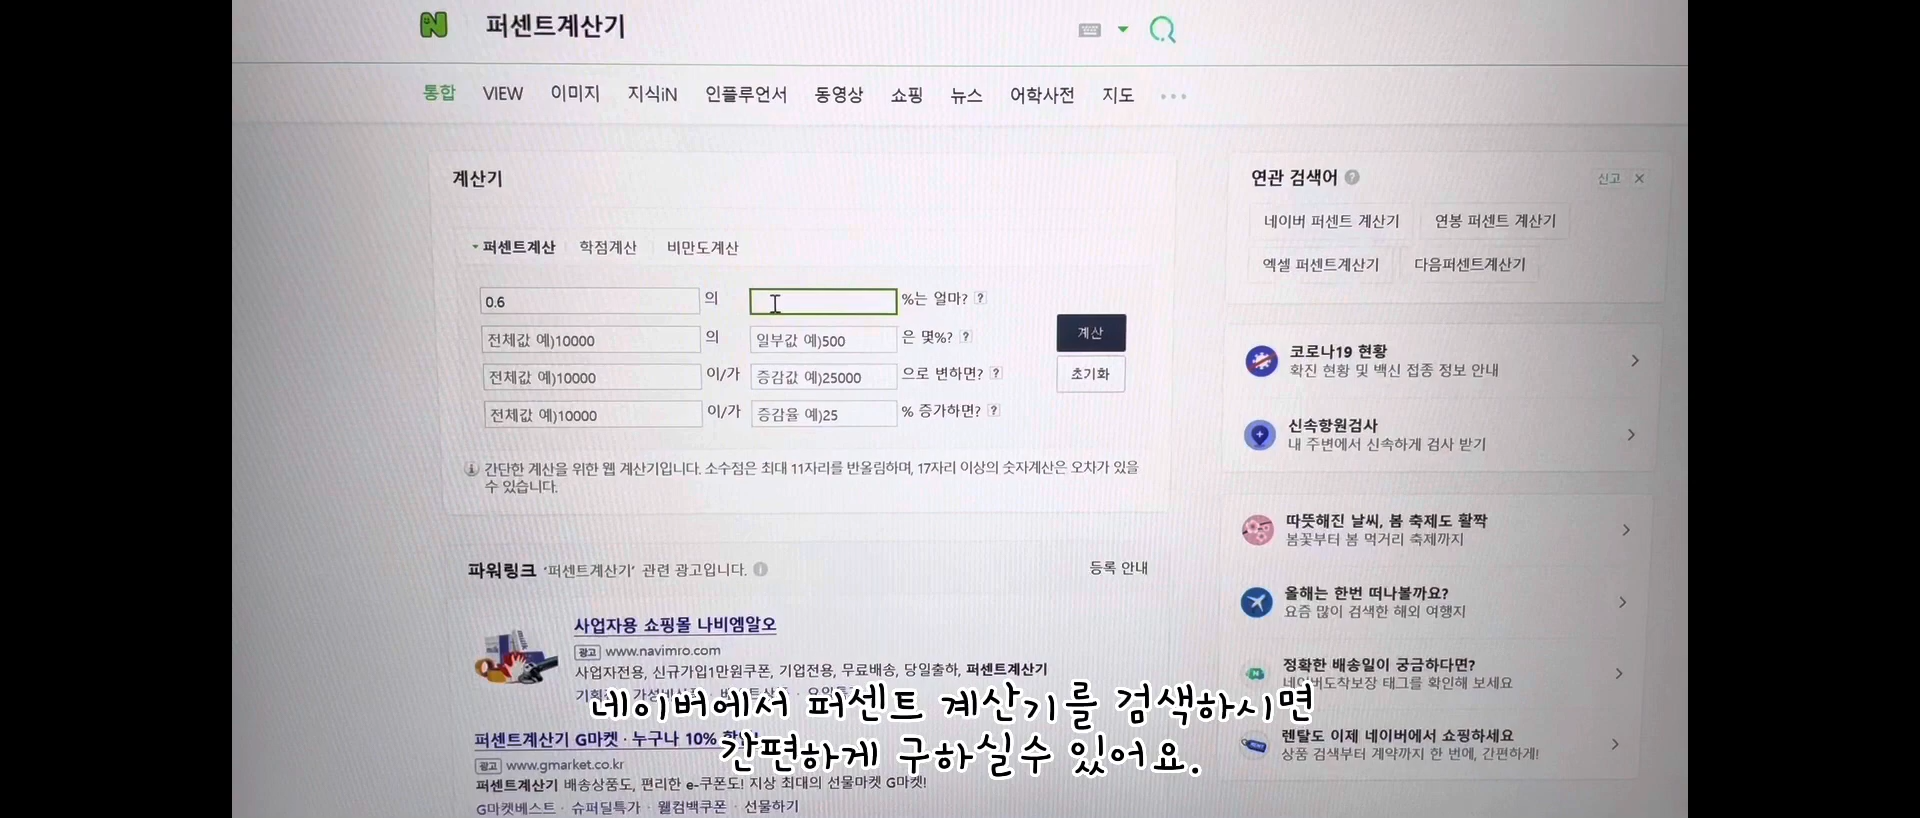 퍼센트계산기
통합 VIEW 이미지 지식iN 인플루언서 동영상 쇼핑 뉴스 어학사전 지도
계산기
퍼센트계산 학점계산 비만도계산
0.6 의 %는 얼마? ?
전체값 예)10000 의 일부값 예)500 은 몇%? ?
전체값 예)10000 이/가 증감값 예)25000 으로 변하면? ?
전체값 예)10000 이/가 증감율 예)25 % 증가하면? ?
계산
초기화
간단한 계산을 위한 웹 계산기입니다. 소수점은 최대 11자리를 반올림하며, 17자리 이상의 숫자계산은 오차가 있을
수 있습니다.
파워링크 '퍼센트계산기' 관련 광고입니다. 등록 안내
사업자용 쇼핑몰 나비엠알오
광고 www.navimro.com
사업자전용, 신규가입1만원쿠폰, 기업전용, 무료배송, 당일출하, 퍼센트계산기
퍼센트계산기 G마켓 · 누구나 10%
광고 www.gmarket.co.kr
퍼센트계산기 배송상품도, 편리한 e-쿠폰도! 지상 최대의 선물마켓 G마켓!
G마켓베스트 · 슈퍼딜특가 · 웰컴백쿠폰 · 선물하기
연관 검색어 ? 신고 ×
네이버 퍼센트 계산기 연봉 퍼센트 계산기
엑셀 퍼센트계산기 다음퍼센트계산기
코로나19 현황
확진 현황 및 백신 접종 정보 안내
신속항원검사
내 주변에서 신속하게 검사 받기
따뜻해진 날씨, 봄 축제도 활짝
봄꽃부터 봄 먹거리 축제까지
올해는 한번 떠나볼까요?
요즘 많이 검색한 해외 여행지
정확한 배송일이 궁금하다면?
네이버도착보장 태그를 확인해 보세요
렌탈도 이제 네이버에서 쇼핑하세요
상품 검색부터 계약까지 한 번에, 간편하게!
네이버에서 퍼센트 계산기를 검색하시면
간편하게 구하실수 있어요.